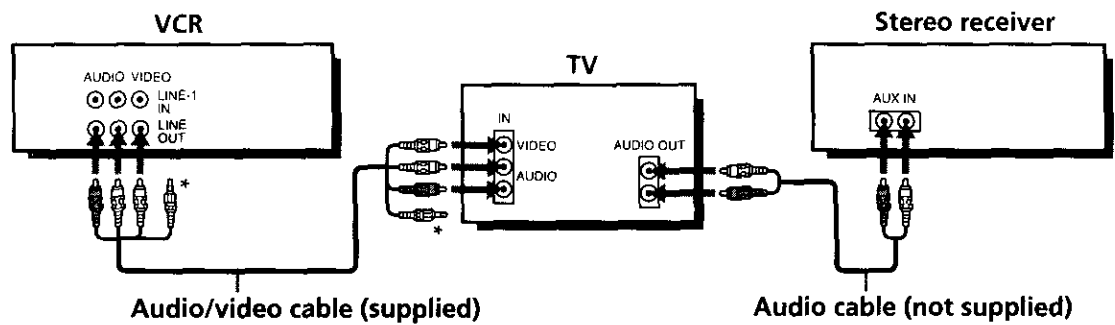 VCR
AUDIO VIDEO
LINE-1
IN
LINE
OUT
*
TV
IN
VIDEO
AUDIO
AUDIO OUT
*
Stereo receiver
AUX IN
Audio/video cable (supplied)
Audio cable (not supplied)